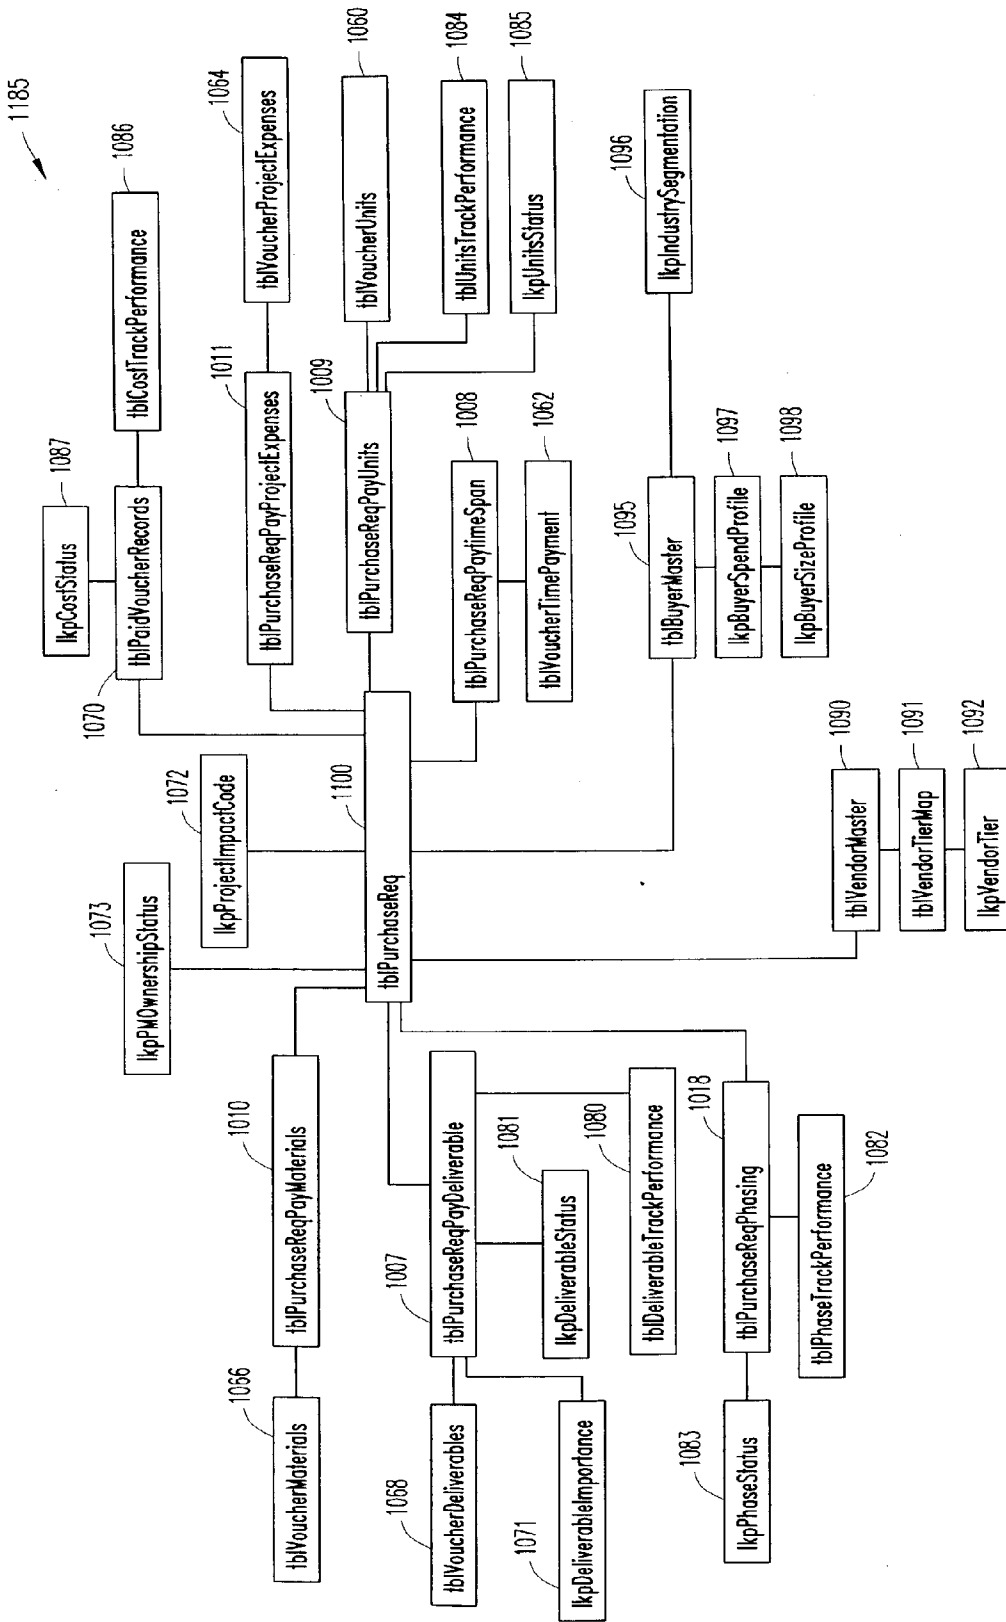 1185
lkpCostStatus
1087
tblPaidVoucherRecords
1070
tblCostTrackPerformance
1086
lkpPMOwnershipStatus
1073
lkpProjectImpactCode
1072
tblPurchaseReqPayProjectExpenses
1011
tblVoucherProjectExpenses
1064
tblVoucherMaterials
1066
tblPurchaseReqPayMaterials
1010
tblPurchaseReq
1100
tblPurchaseReqPayUnits
1009
tblVoucherUnits
1060
tblUnitsTrackPerformance
1084
lkpUnitsStatus
1085
tblVoucherDeliverables
1068
tblPurchaseReqPayDeliverable
1007
tblPurchaseReqPaytimeSpan
1008
tblVoucherTimePayment
1062
lkpDeliverableImportance
1071
lkpDeliverableStatus
1081
tblDeliverableTrackPerformance
1080
tblBuyerMaster
1095
lkpIndustrySegmentation
1096
lkpBuyerSpendProfile
1097
lkpBuyerSizeProfile
1098
lkpPhaseStatus
1083
tblPurchaseReqPhasing
1018
tblPhaseTrackPerformance
1082
tblVendorMaster
1090
tblVendorTierMap
1091
lkpVendorTier
1092